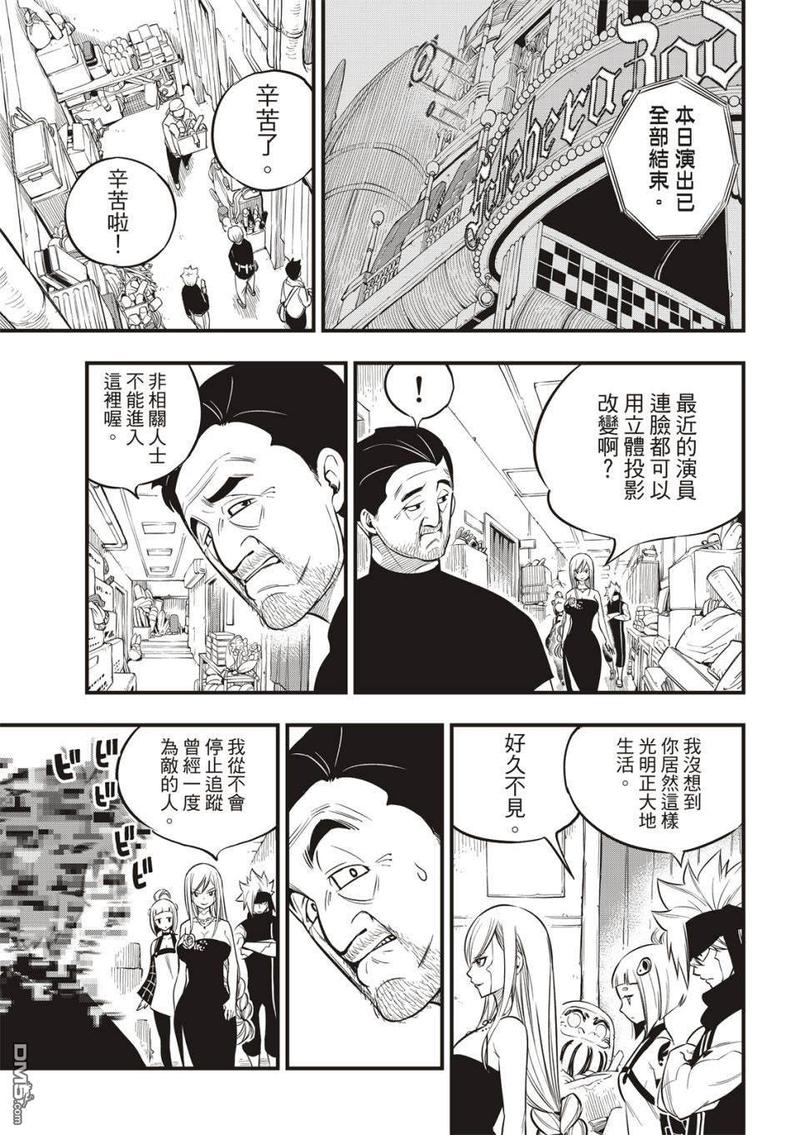 本日演出已
全部結束。
Sheherazad
辛苦了。
辛苦啦！
最近的演員
連臉都可以
用立體投影
改變啊？
！
非相關人士
不能進入
這裡喔。
我沒想到
你居然這樣
光明正大地
生活。
好久不見。
我從不會
停止追蹤
曾經一度
為敵的人。
ビビ
ビビ
DM5.com